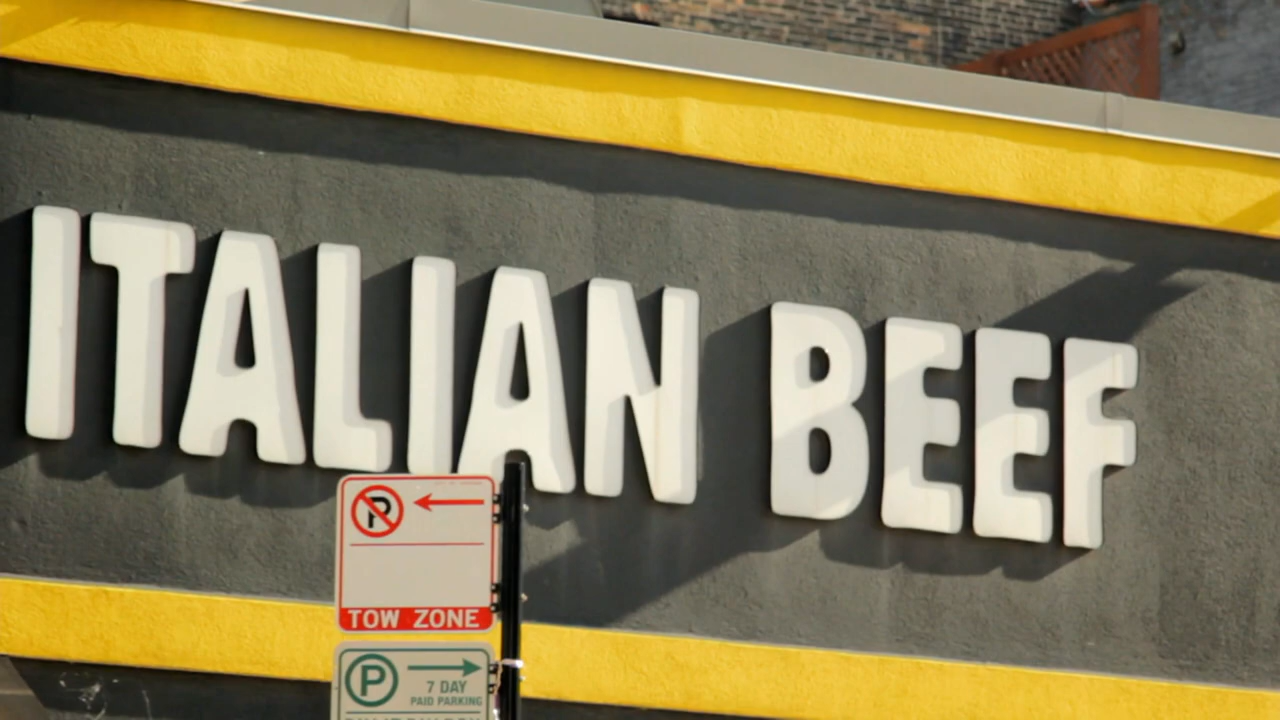 ITALIAN BEEF
P
TOW ZONE
P
7 DAY
PAID PARKING